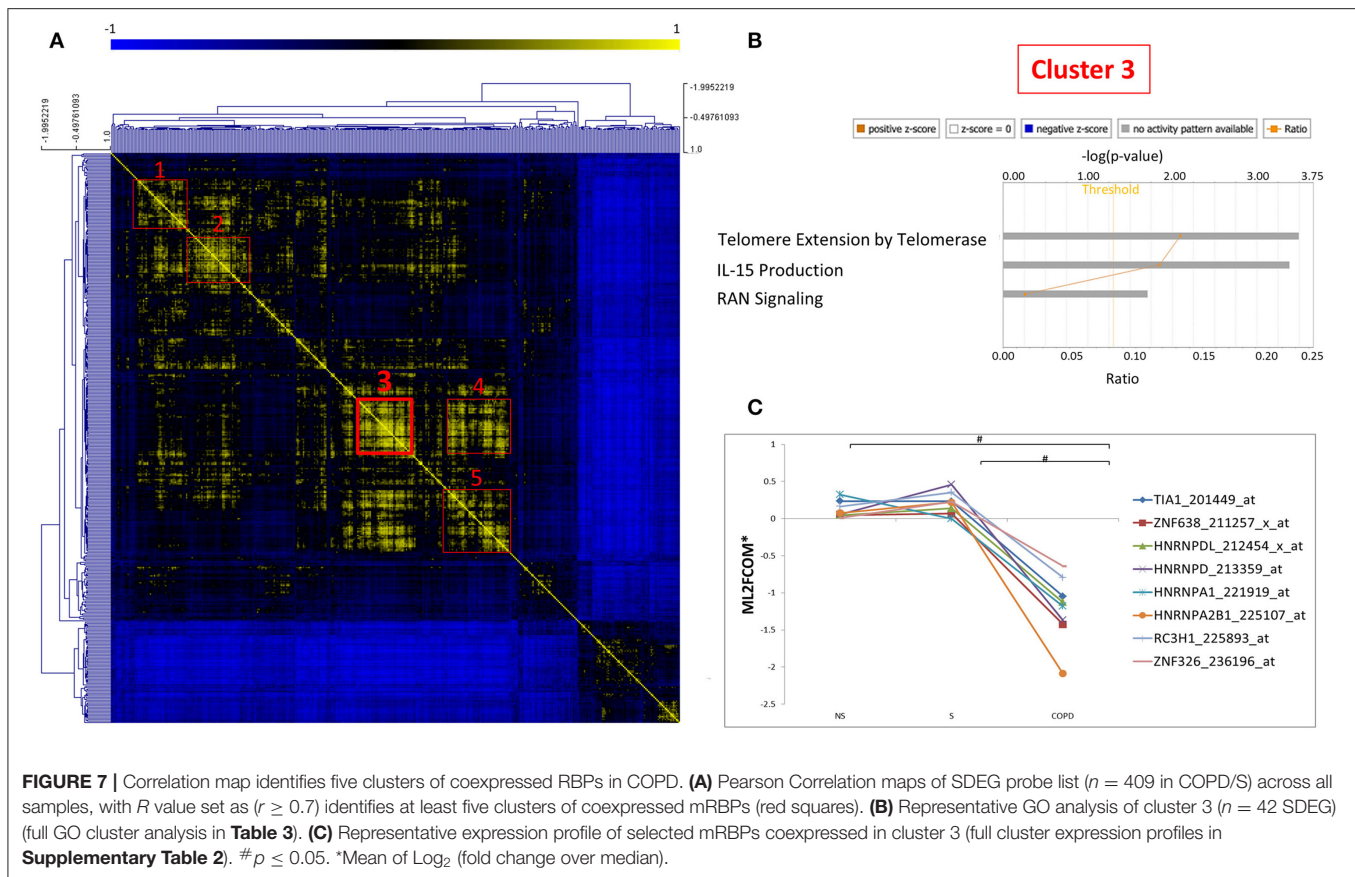 A
-1
1
-1.9952219
-0.49761093
1.0
-1.9952219
-0.49761093
1.0
1
2
3
4
5
B
Cluster 3
positive z-score
z-score = 0
negative z-score
no activity pattern available
Ratio
-log(p-value)
0.00 1.00 2.00 3.00 3.75
Threshold
Telomere Extension by Telomerase
IL-15 Production
RAN Signaling
0.00 0.05 0.10 0.15 0.20 0.25
Ratio
C
ML2FCOM*
1
0.5
0
-0.5
-1
-1.5
-2
-2.5
#
#
NS S COPD
TIA1_201449_at
ZNF638_211257_x_at
HNRNPDL_212454_x_at
HNRNPD_213359_at
HNRNPA1_221919_at
HNRNPA2B1_225107_at
RC3H1_225893_at
ZNF326_236196_at
FIGURE 7 | Correlation map identifies five clusters of coexpressed RBPs in COPD. (A) Pearson Correlation maps of SDEG probe list (n = 409 in COPD/S) across all
samples, with R value set as (r ≥ 0.7) identifies at least five clusters of coexpressed mRBPs (red squares). (B) Representative GO analysis of cluster 3 (n = 42 SDEG)
(full GO cluster analysis in Table 3). (C) Representative expression profile of selected mRBPs coexpressed in cluster 3 (full cluster expression profiles in
Supplementary Table 2). #p ≤ 0.05. *Mean of Log2 (fold change over median).